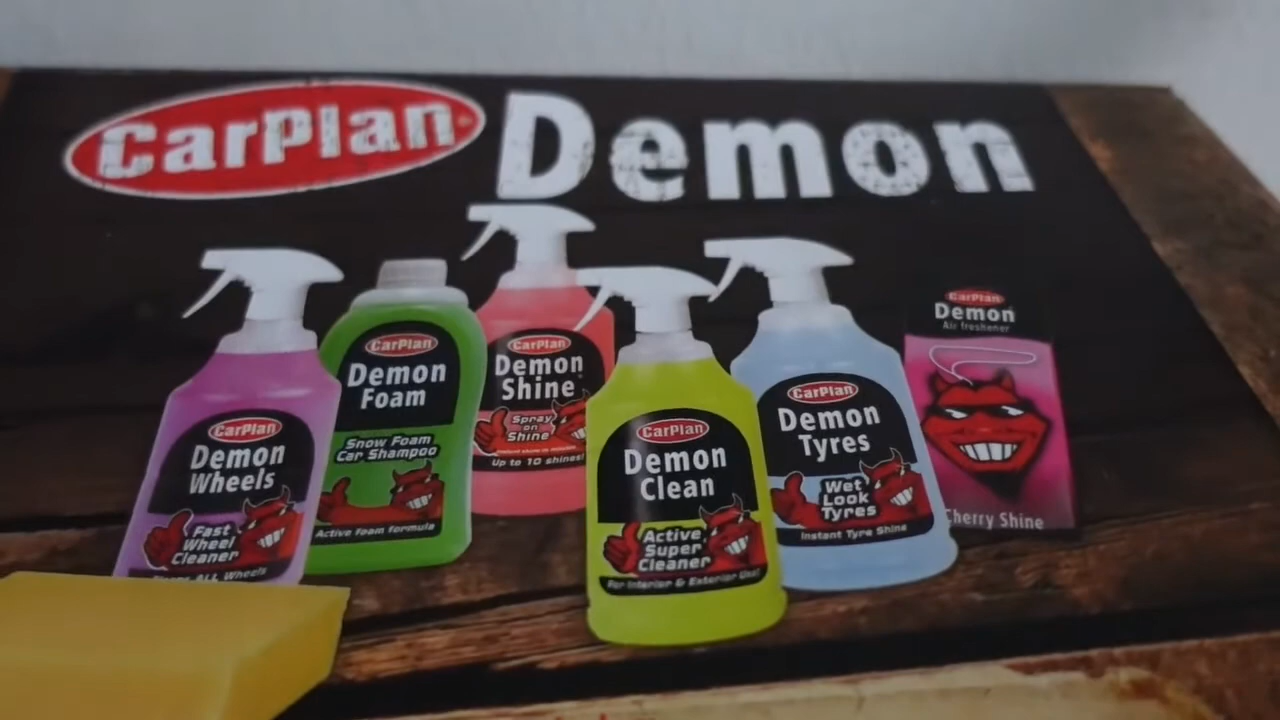 CarPlan Demon
CarPlan
Demon
Wheels
Fast
Wheel
Cleaner
ALL Wheels
CarPlan
Demon
Foam
Snow Foam
Car Shampoo
Active foam formula
CarPlan
Demon
Shine
Spray
on
Shine
Up to 10 shines!
CarPlan
Demon
Clean
Active
Super
Cleaner
For Interior & Exterior Use!
CarPlan
Demon
Tyres
Wet
Look
Tyres
Instant Tyre Shine
CarPlan
Demon
Air freshener
Cherry Shine